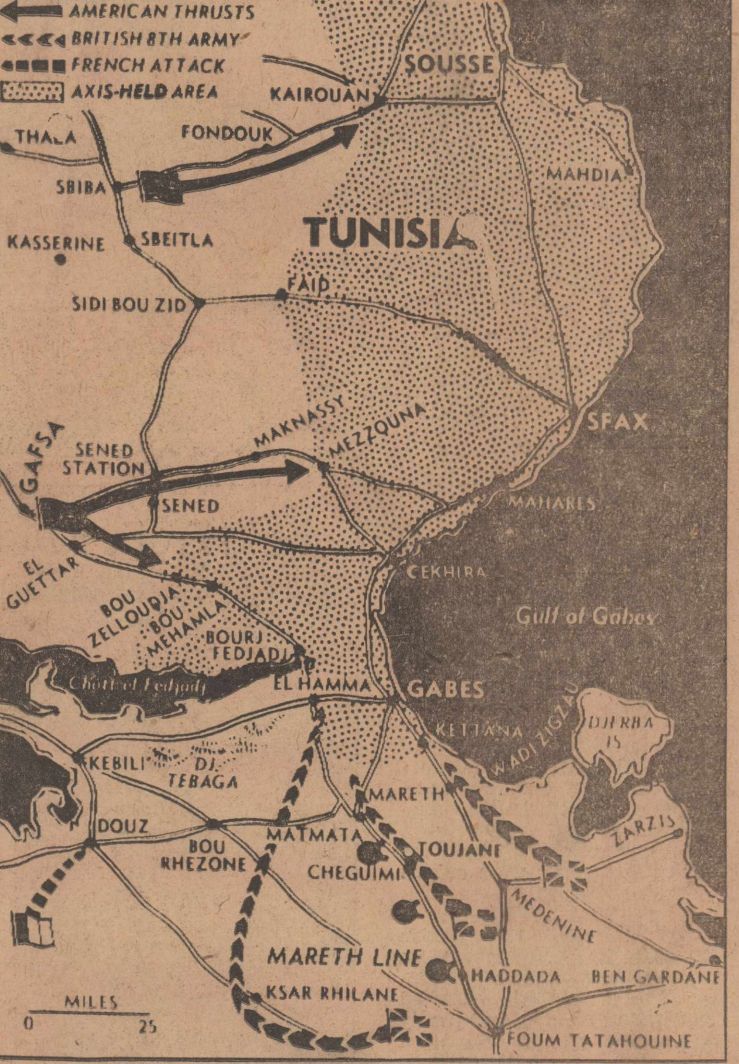 AMERICAN THRUSTS
BRITISH 8TH ARMY
FRENCH ATTACK
AXIS-HELD AREA
SOUSSE
KAIROUAN
THALA
FONDOUK
MAHDIA
SBIBA
TUNISIA
KASSERINE
SBEITLA
FAID
SIDI BOU ZID
MAKNASSY
MEZZOUNA
SFAX
GAFSA
SENED
STATION
SENED
MAHARES
EL
GUETTAR
CEKHIRA
BOU
ZELLOUDJA
BOU
MEHAMLA
Gulf of Gabes
BOURJ
FEDJADJ
Chott el Fedjadj
EL HAMMA
GABES
KETTANA
WADI ZIGZAU
DJERBA
IS
KEBILI
DJ.
TEBAGA
MARETH
DOUZ
MATMATA
ZARZIS
BOU
RHEZONE
TOUJANE
CHEGUIMI
MEDENINE
MARETH LINE
HADDADA
BEN GARDANE
KSAR RHILANE
MILES
0 25
FOUM TATAHOUINE